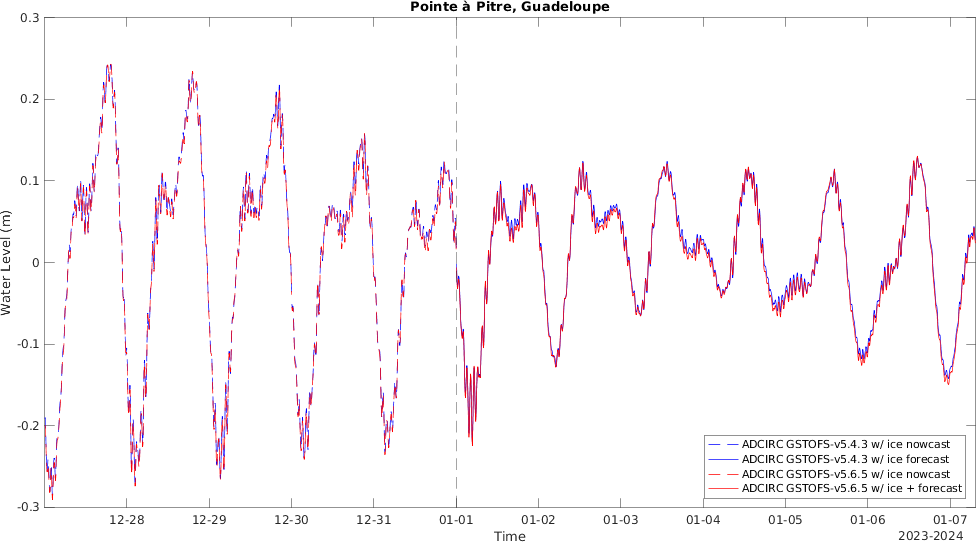 Pointe à Pitre, Guadeloupe
0.3
0.2
0.1
0
-0.1
-0.2
-0.3
Water Level (m)
12-28 12-29 12-30 12-31 01-01 01-02 01-03 01-04 01-05 01-06 01-07
Time
2023-2024
ADCIRC GSTOFS-v5.4.3 w/ ice nowcast
ADCIRC GSTOFS-v5.4.3 w/ ice forecast
ADCIRC GSTOFS-v5.6.5 w/ ice nowcast
ADCIRC GSTOFS-v5.6.5 w/ ice + forecast